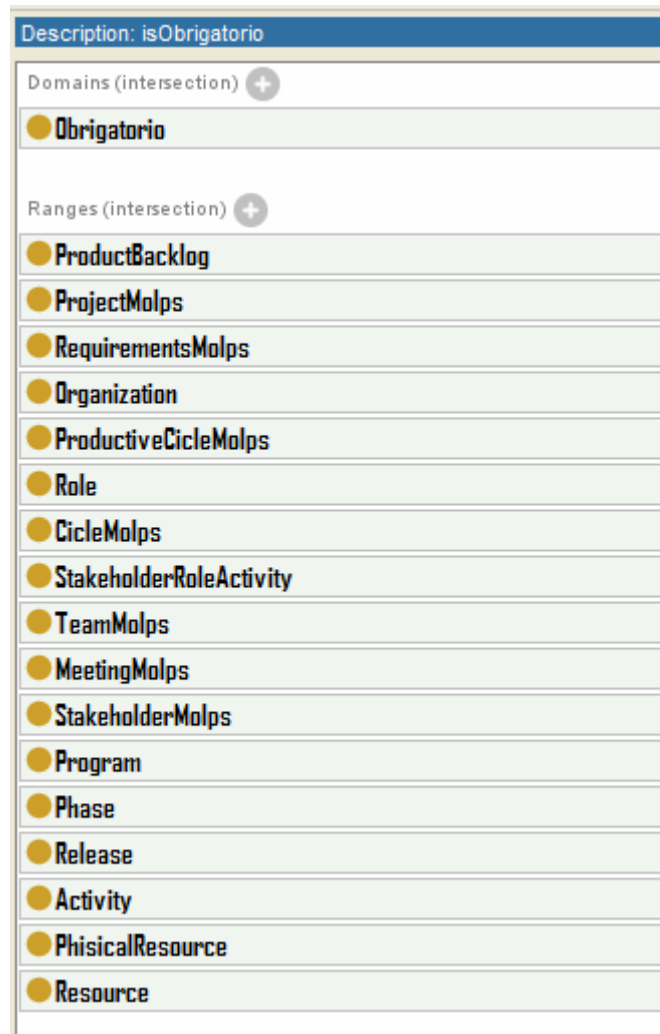 Description: isObrigatorio
Domains (intersection)
Obrigatorio
Ranges (intersection)
ProductBacklog
ProjectMolps
RequirementsMolps
Organization
ProductiveCicleMolps
Role
CicleMolps
StakeholderRoleActivity
TeamMolps
MeetingMolps
StakeholderMolps
Program
Phase
Release
Activity
PhisicalResource
Resource